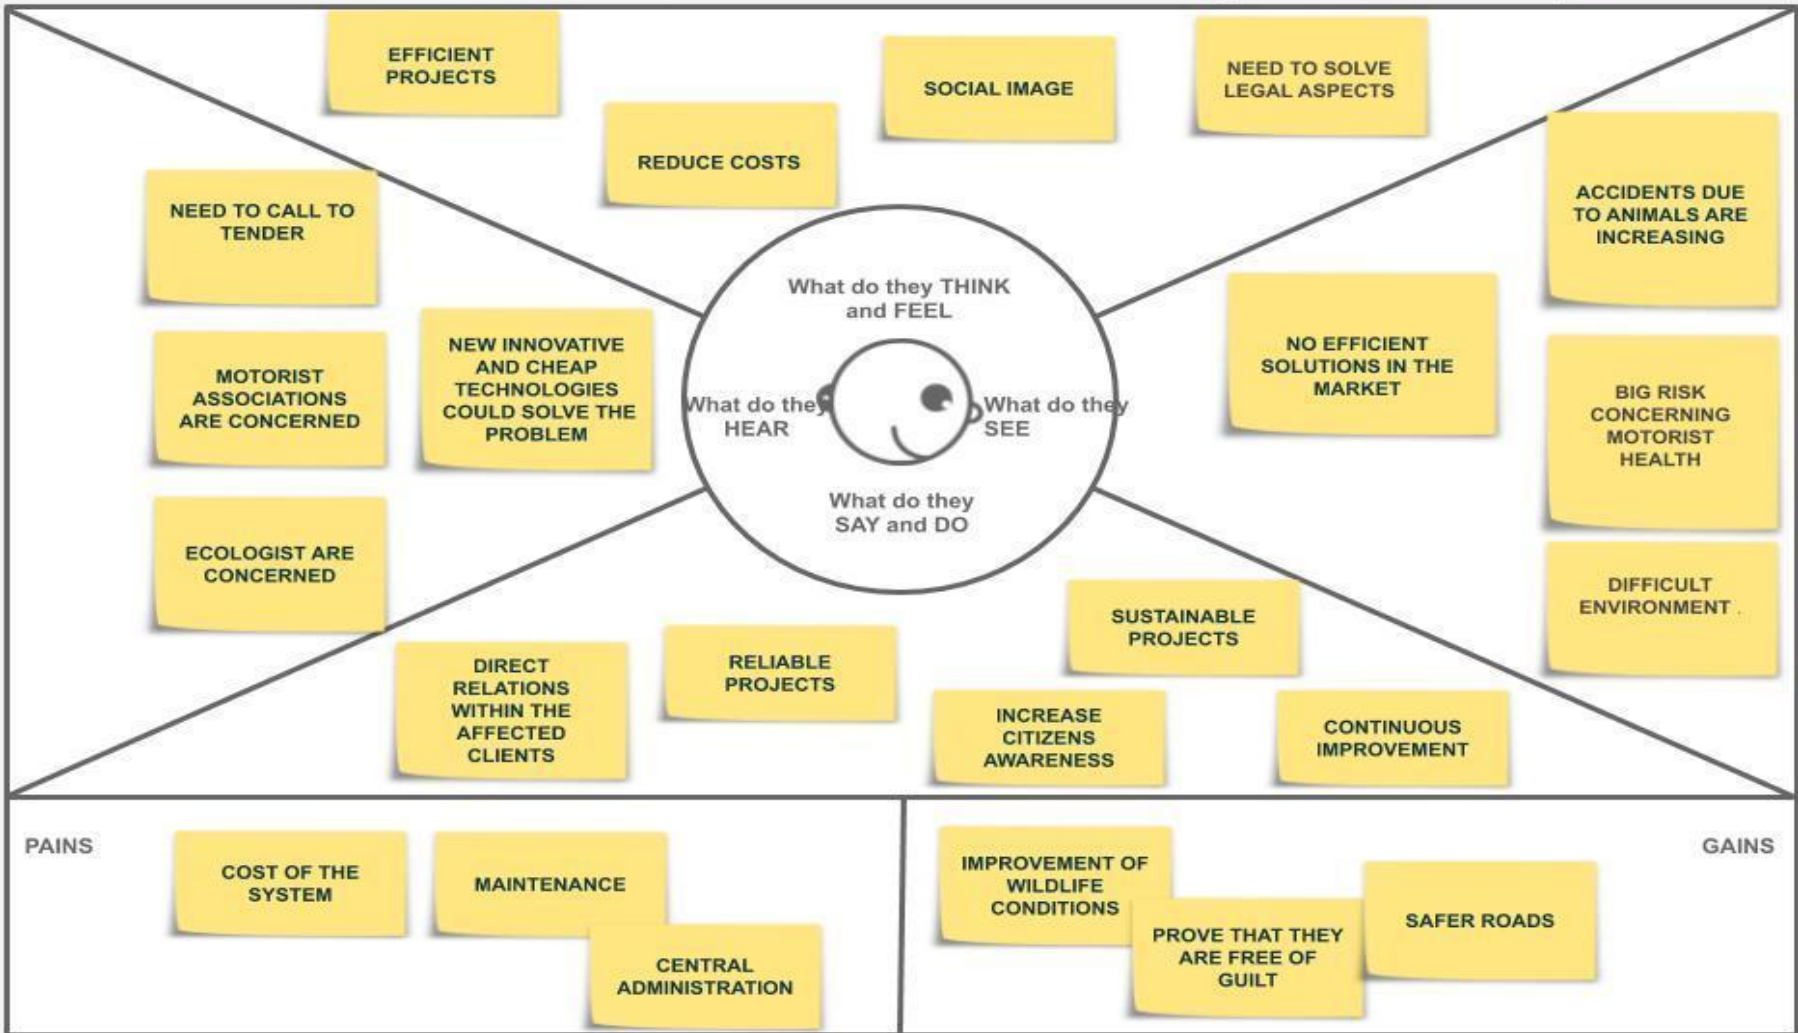 EFFICIENT
PROJECTS
REDUCE COSTS
SOCIAL IMAGE
NEED TO SOLVE
LEGAL ASPECTS
NEED TO CALL TO
TENDER
MOTORIST
ASSOCIATIONS
ARE CONCERNED
NEW INNOVATIVE
AND CHEAP
TECHNOLOGIES
COULD SOLVE THE
PROBLEM
ECOLOGIST ARE
CONCERNED
What do they THINK
and FEEL
What do they
HEAR
What do they
SEE
What do they
SAY and DO
NO EFFICIENT
SOLUTIONS IN THE
MARKET
ACCIDENTS DUE
TO ANIMALS ARE
INCREASING
BIG RISK
CONCERNING
MOTORIST
HEALTH
DIFFICULT
ENVIRONMENT .
DIRECT
RELATIONS
WITHIN THE
AFFECTED
CLIENTS
RELIABLE
PROJECTS
SUSTAINABLE
PROJECTS
INCREASE
CITIZENS
AWARENESS
CONTINUOUS
IMPROVEMENT
PAINS
COST OF THE
SYSTEM
MAINTENANCE
CENTRAL
ADMINISTRATION
GAINS
IMPROVEMENT OF
WILDLIFE
CONDITIONS
PROVE THAT THEY
ARE FREE OF
GUILT
SAFER ROADS